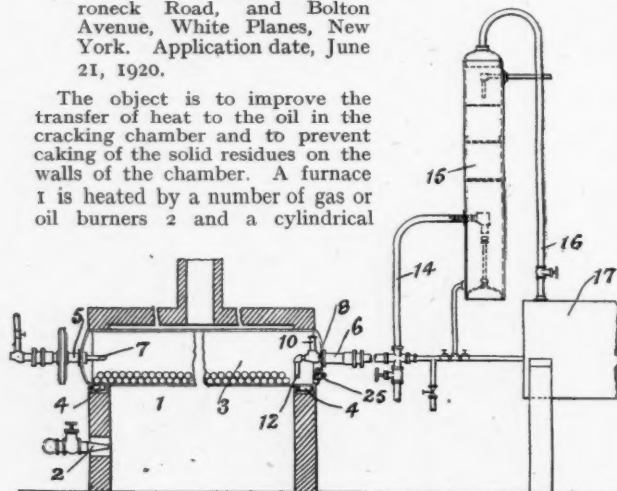 roneck Road, and Bolton
Avenue, White Planes, New
York. Application date, June
21, 1920.
The object is to improve the
transfer of heat to the oil in the
cracking chamber and to prevent
caking of the solid residues on the
walls of the chamber. A furnace
1 is heated by a number of gas or
oil burners 2 and a cylindrical
15
16
14
17
5
8
10
6
7
4
1
3
12
4
25
2